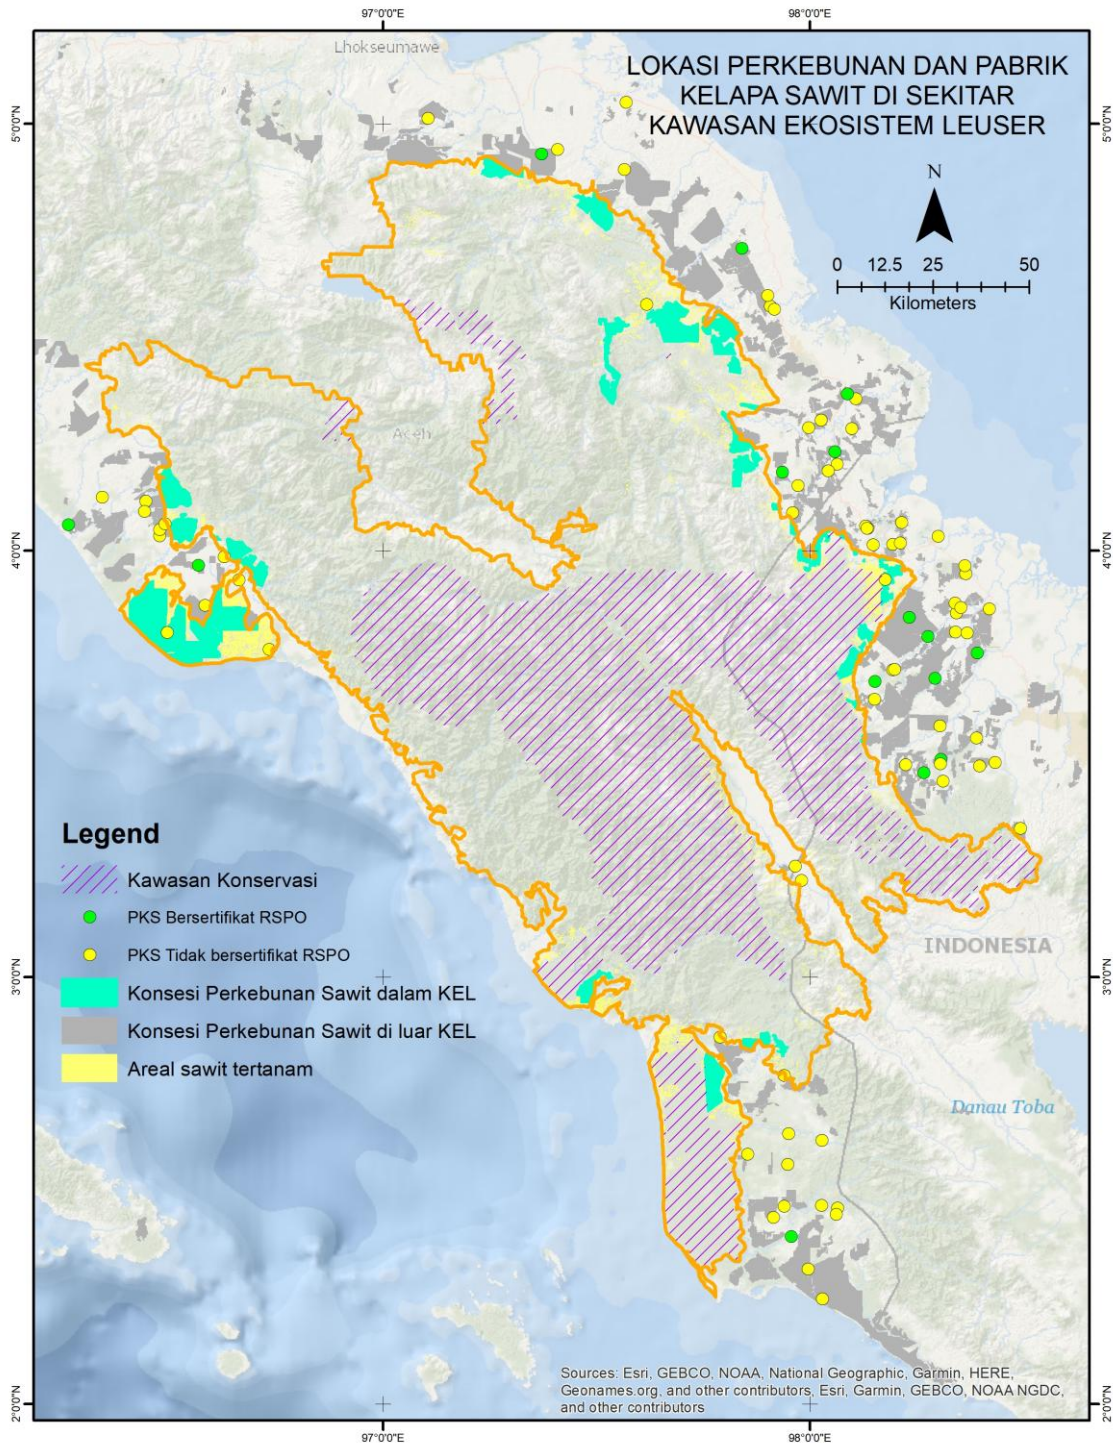 97°0'0"E
98°0'0"E
Lhokseumawe
LOKASI PERKEBUNAN DAN PABRIK
KELAPA SAWIT DI SEKITAR
KAWASAN EKOSISTEM LEUSER
5°0'0"N
5°0'0"N
N
0 12.5 25 50
Kilometers
Aceh
4°0'0"N
4°0'0"N
Legend
Kawasan Konservasi
PKS Bersertifikat RSPO
PKS Tidak bersertifikat RSPO
Konsesi Perkebunan Sawit dalam KEL
Konsesi Perkebunan Sawit di luar KEL
Areal sawit tertanam
INDONESIA
3°0'0"N
3°0'0"N
Danau Toba
Sources: Esri, GEBCO, NOAA, National Geographic, Garmin, HERE,
Geonames.org, and other contributors, Esri, Garmin, GEBCO, NOAA NGDC,
and other contributors
2°0'0"N
2°0'0"N
97°0'0"E
98°0'0"E